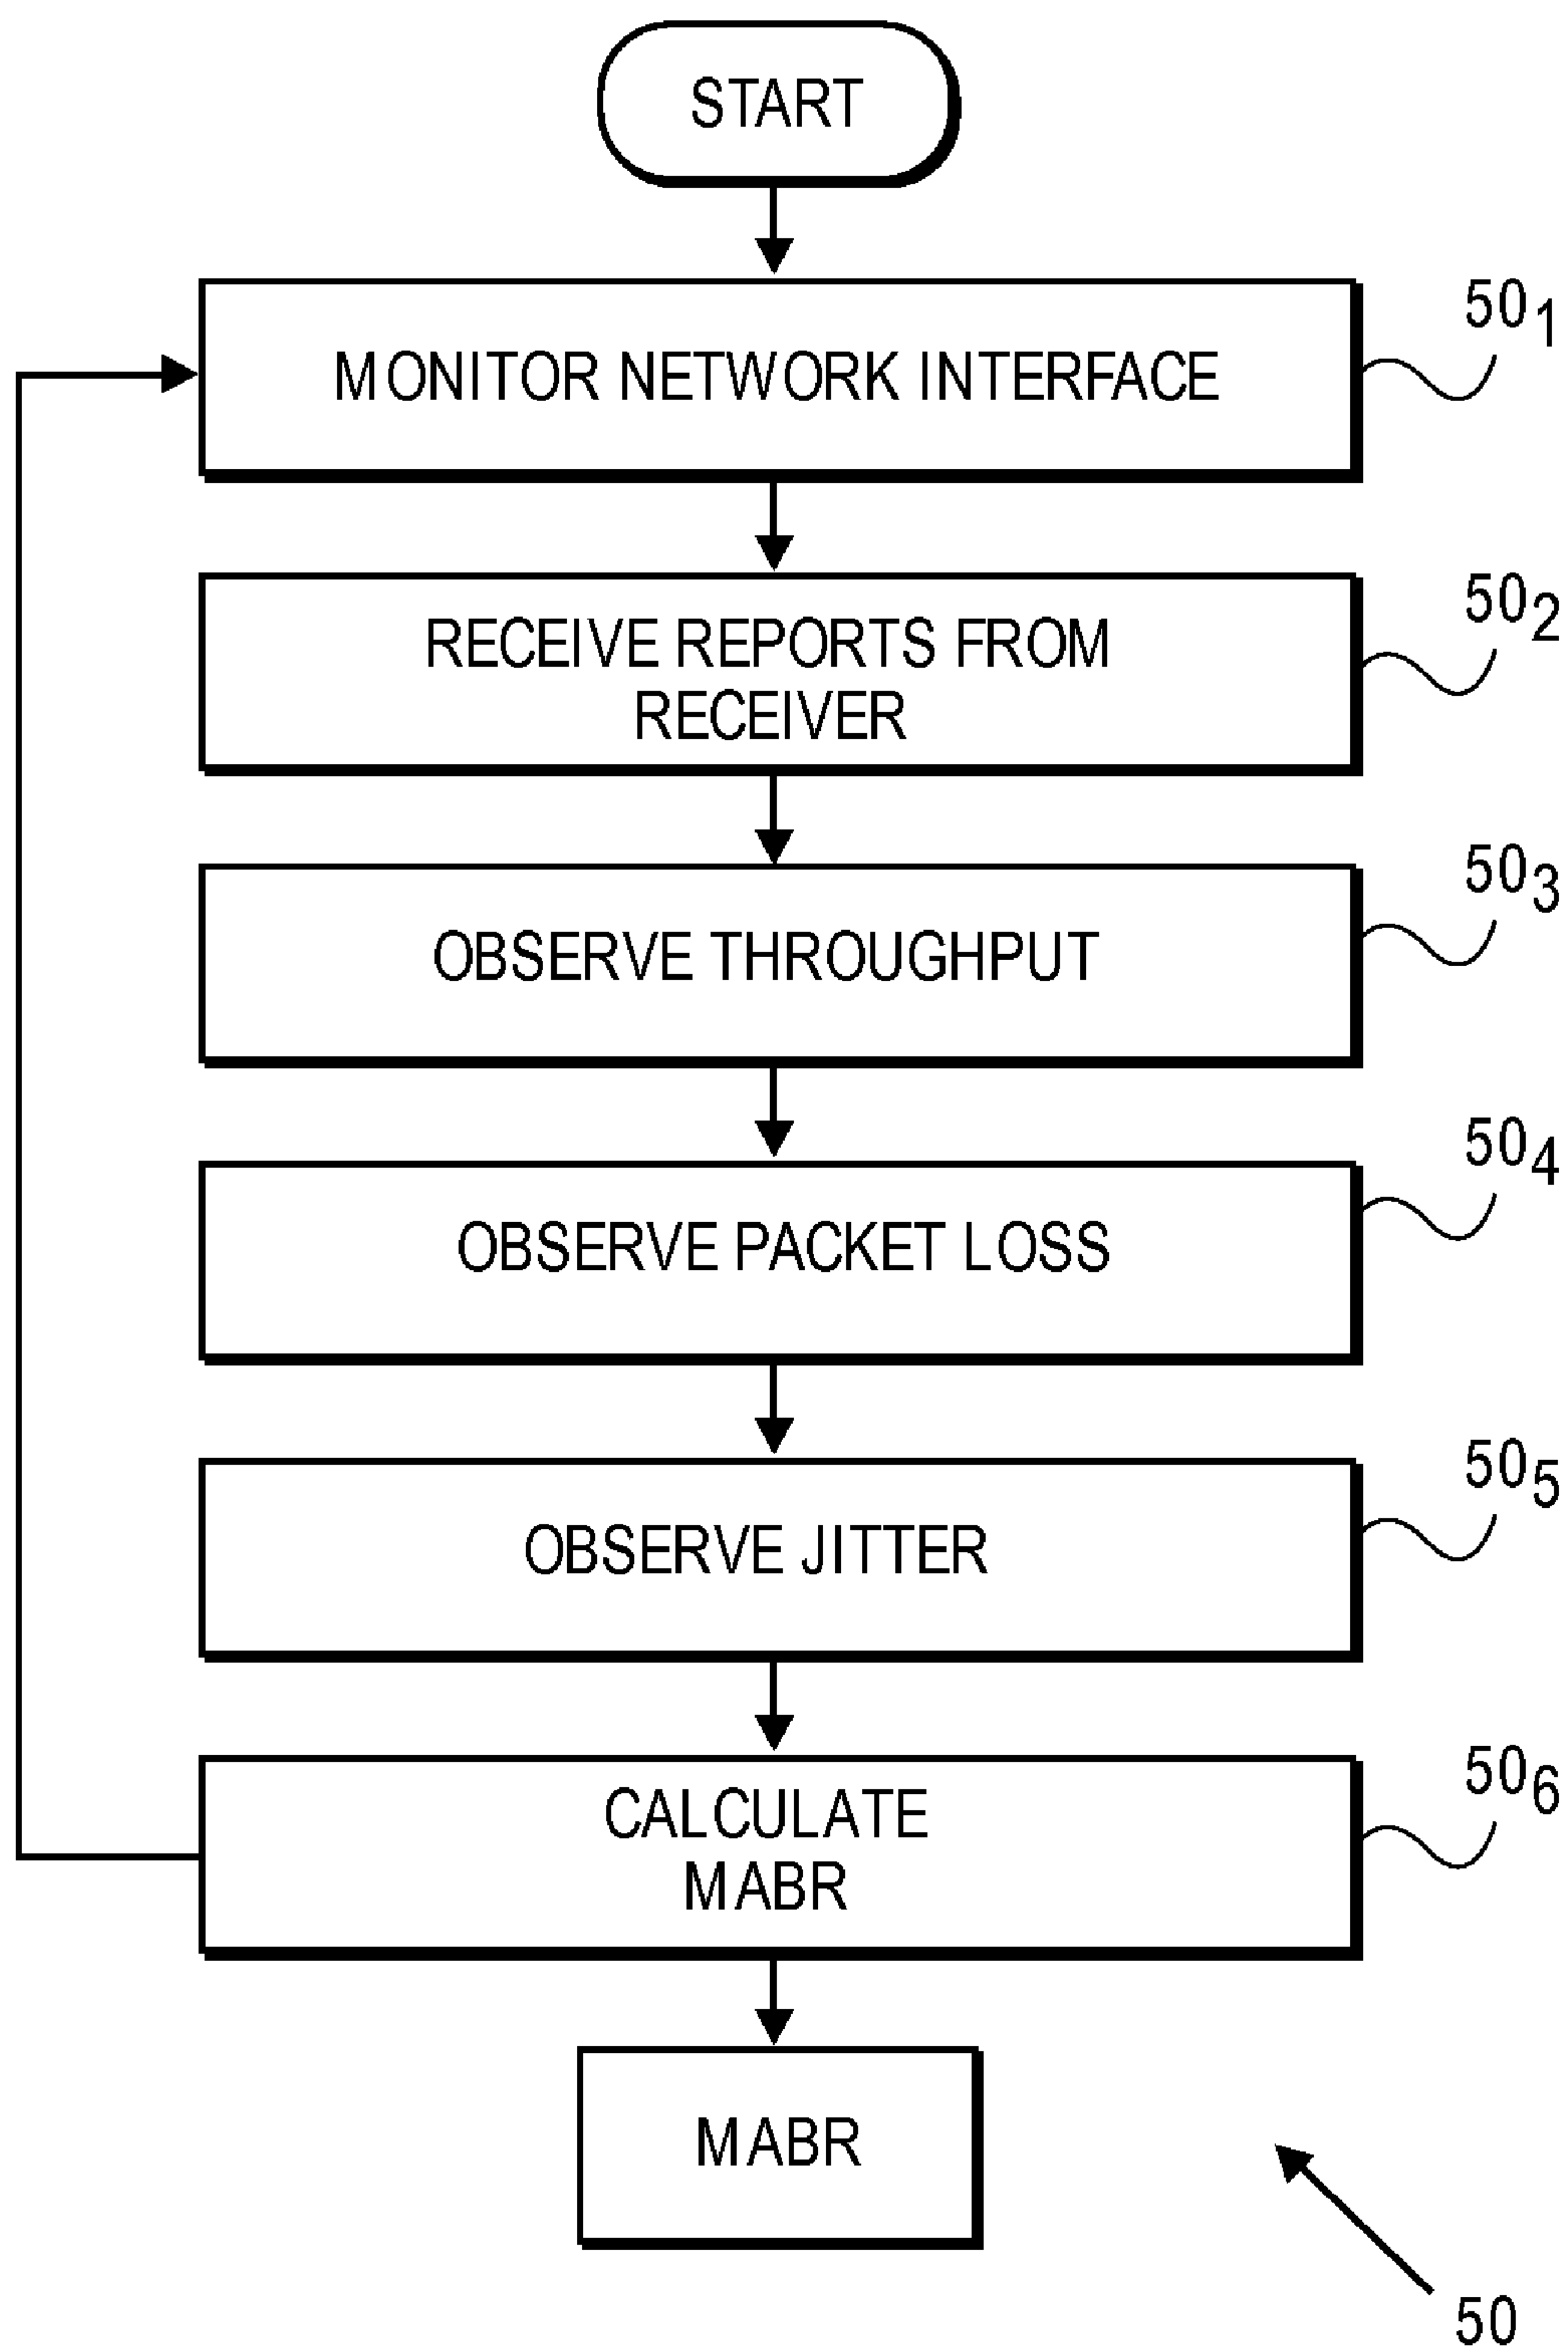 START
MONITOR NETWORK INTERFACE
50₁
RECEIVE REPORTS FROM
RECEIVER
50₂
OBSERVE THROUGHPUT
50₃
OBSERVE PACKET LOSS
50₄
OBSERVE JITTER
50₅
CALCULATE
MABR
50₆
MABR
50